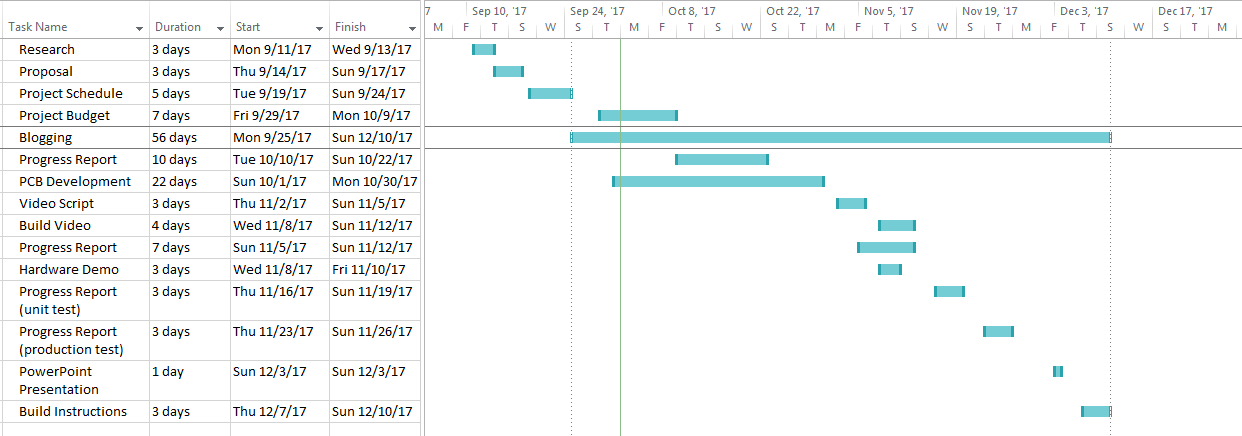 7 Sep 10, '17 Sep 24, '17 Oct 8, '17 Oct 22, '17 Nov 5, '17 Nov 19, '17 Dec 3, '17 Dec 17, '17
Task Name Duration Start Finish M F T S W S T M F T S W S T M F T S W S T M F T S W S T M
Research 3 days Mon 9/11/17 Wed 9/13/17
Proposal 3 days Thu 9/14/17 Sun 9/17/17
Project Schedule 5 days Tue 9/19/17 Sun 9/24/17
Project Budget 7 days Fri 9/29/17 Mon 10/9/17
Blogging 56 days Mon 9/25/17 Sun 12/10/17
Progress Report 10 days Tue 10/10/17 Sun 10/22/17
PCB Development 22 days Sun 10/1/17 Mon 10/30/17
Video Script 3 days Thu 11/2/17 Sun 11/5/17
Build Video 4 days Wed 11/8/17 Sun 11/12/17
Progress Report 7 days Sun 11/5/17 Sun 11/12/17
Hardware Demo 3 days Wed 11/8/17 Fri 11/10/17
Progress Report 3 days Thu 11/16/17 Sun 11/19/17
(unit test)
Progress Report 3 days Thu 11/23/17 Sun 11/26/17
(production test)
PowerPoint 1 day Sun 12/3/17 Sun 12/3/17
Presentation
Build Instructions 3 days Thu 12/7/17 Sun 12/10/17